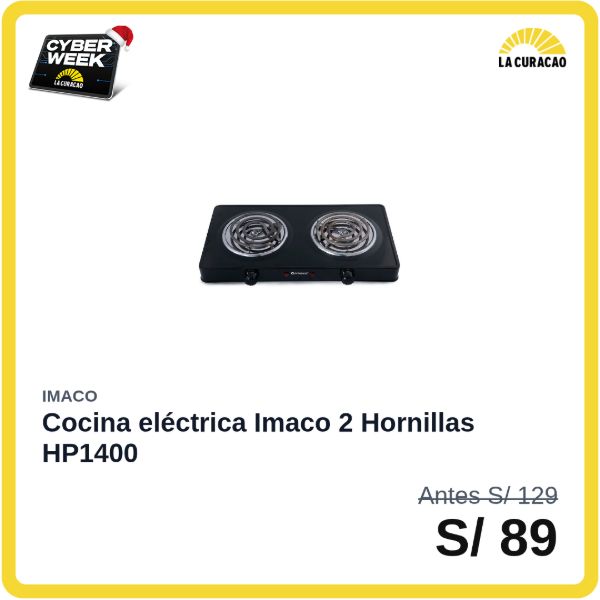 CYBER
WEEK
LA CURACAO
LA CURACAO
IMACO
Cocina eléctrica Imaco 2 Hornillas
HP1400
Antes S/ 129
S/ 89